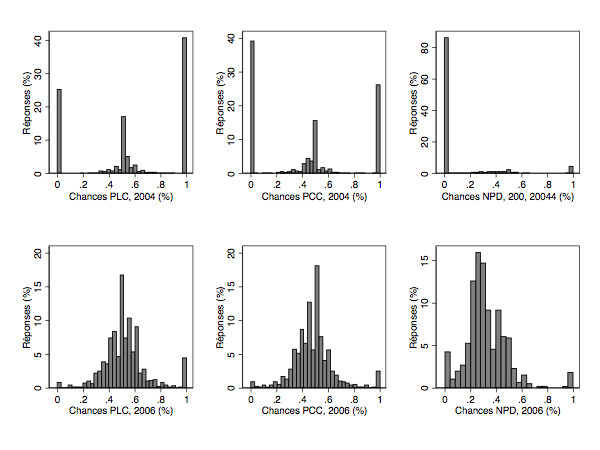 Réponses (%)
0 10 20 30 40
0 .2 .4 .6 .8 1
Chances PLC, 2004 (%)
Réponses (%)
0 10 20 30 40
0 .2 .4 .6 .8 1
Chances PCC, 2004 (%)
Réponses (%)
0 20 40 60 80
0 .2 .4 .6 .8 1
Chances NPD, 200, 20044 (%)
Réponses (%)
0 5 10 15 20
0 .2 .4 .6 .8 1
Chances PLC, 2006 (%)
Réponses (%)
0 5 10 15 20
0 .2 .4 .6 .8 1
Chances PCC, 2006 (%)
Réponses (%)
0 5 10 15
0 .2 .4 .6 .8 1
Chances NPD, 2006 (%)